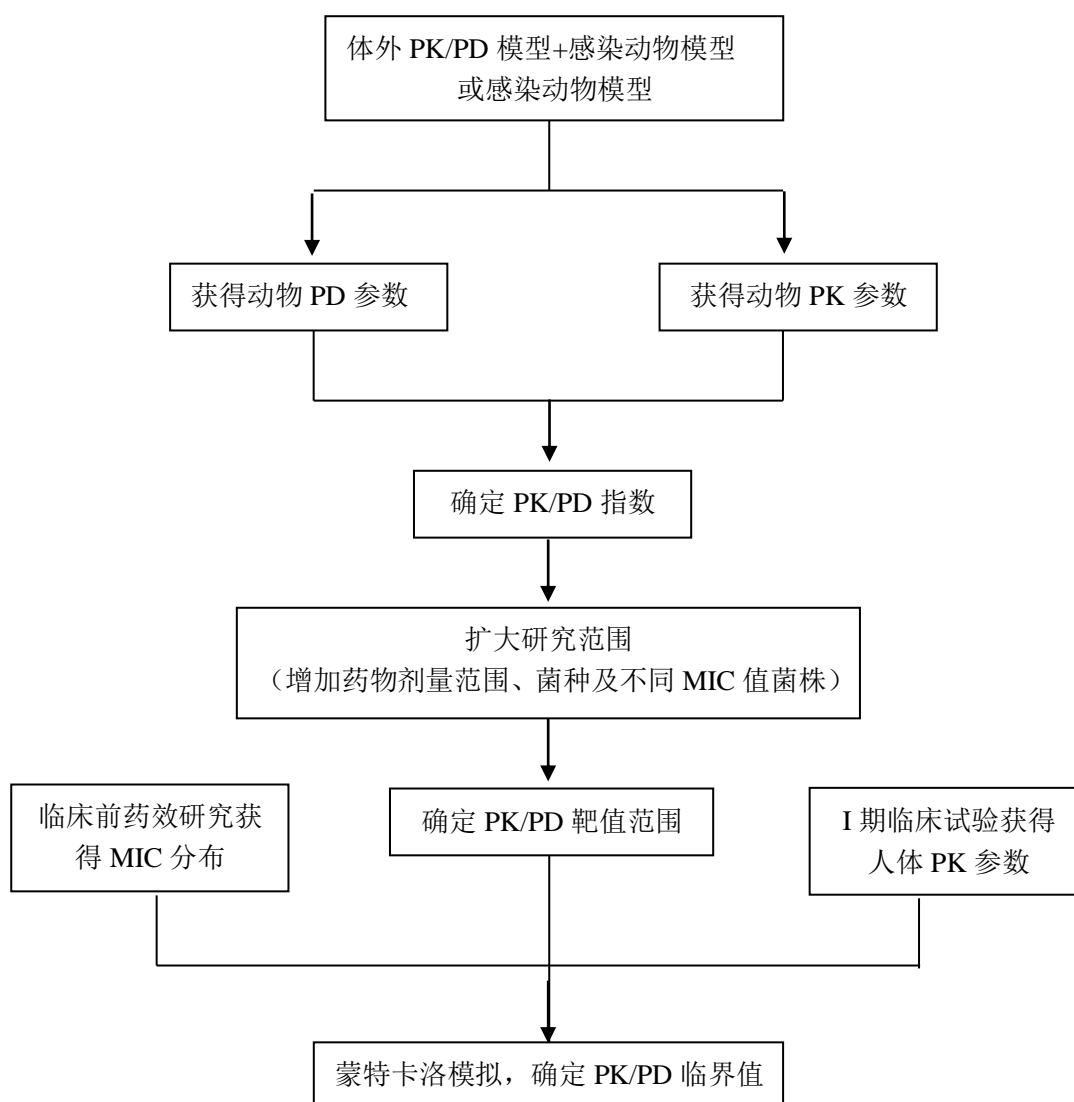 体外 PK/PD 模型+感染动物模型
或感染动物模型
获得动物 PD 参数
获得动物 PK 参数
确定 PK/PD 指数
扩大研究范围
（增加药物剂量范围、菌种及不同 MIC 值菌株）
临床前药效研究获
得 MIC 分布
确定 PK/PD 靶值范围
I 期临床试验获得
人体 PK 参数
蒙特卡洛模拟，确定 PK/PD 临界值